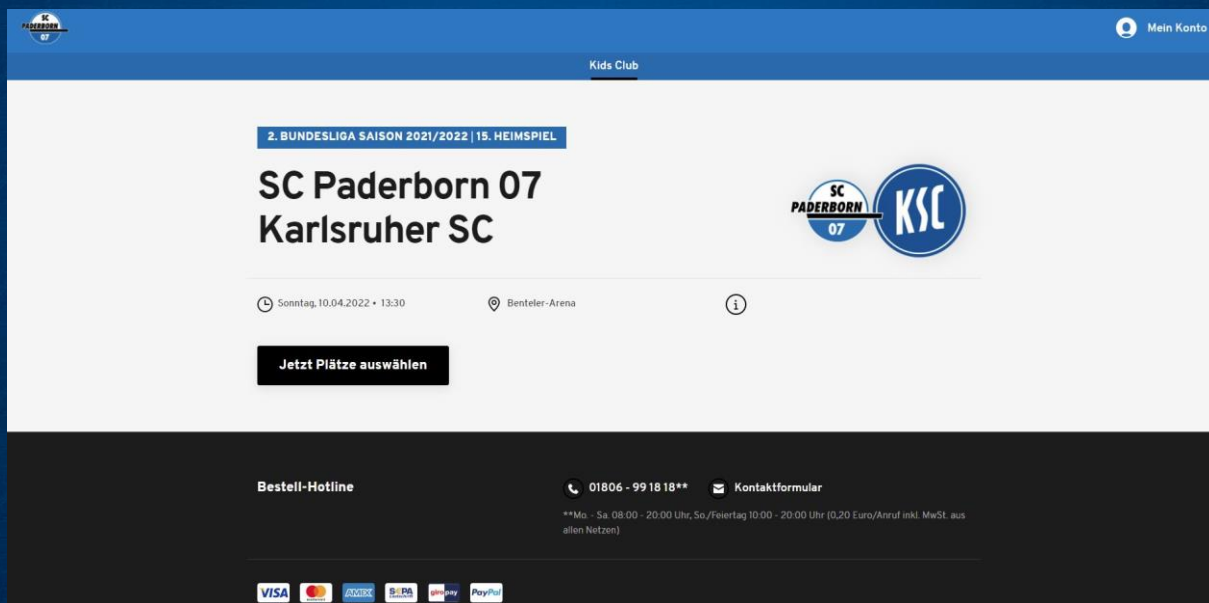 SC
PADERBORN
07
Mein Konto
Kids Club
2. BUNDESLIGA SAISON 2021/2022 | 15. HEIMSPIEL
SC Paderborn 07
Karlsruher SC
SC
PADERBORN
07
KSC
Sonntag, 10.04.2022 • 13:30
Benteler-Arena
i
Jetzt Plätze auswählen
Bestell-Hotline
01806 - 99 18 18**
Kontaktformular
**Mo. - Sa. 08:00 - 20:00 Uhr, So./Feiertag 10:00 - 20:00 Uhr (0,20 Euro/Anruf inkl. MwSt. aus
allen Netzen)
VISA
AMEX
SEPA
giropay
PayPal